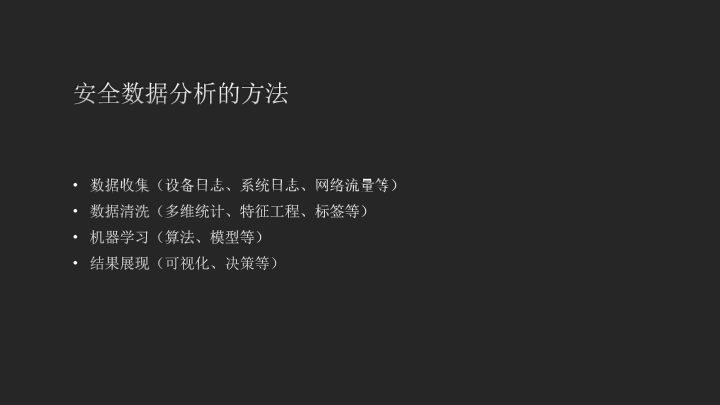 安全数据分析的方法
• 数据收集（设备日志、系统日志、网络流量等）
• 数据清洗（多维统计、特征工程、标签等）
• 机器学习（算法、模型等）
• 结果展现（可视化、决策等）